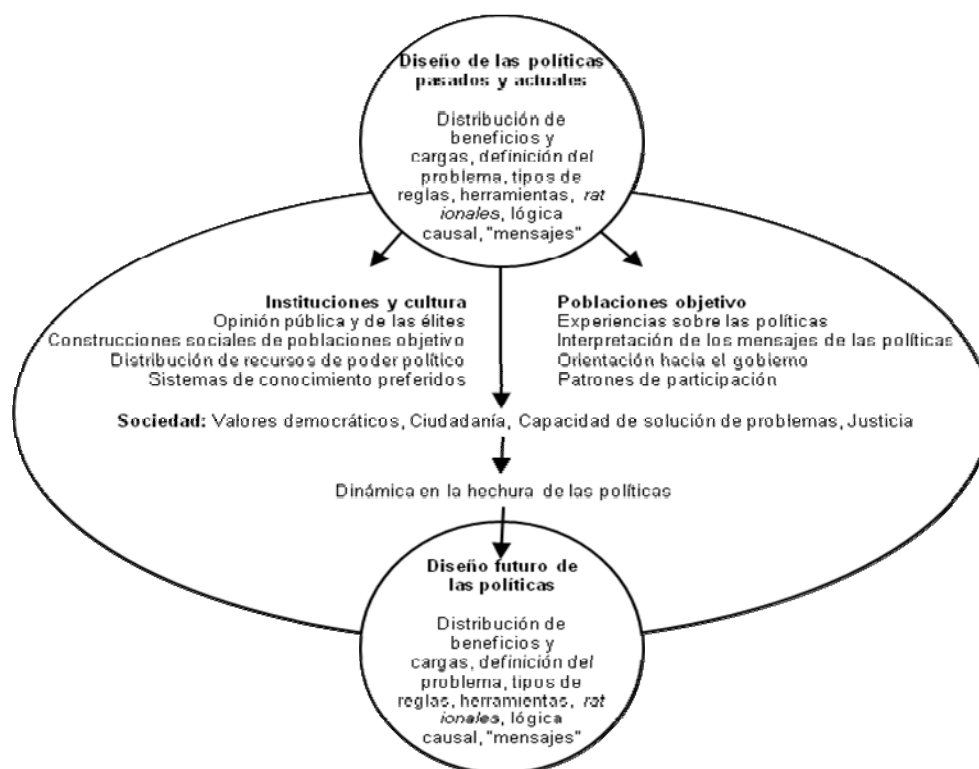 Diseño de las políticas
pasados y actuales
Distribución de
beneficios y
cargas, definición del
problema, tipos de
reglas, herramientas, rat
ionales, lógica
causal, "mensajes"
Instituciones y cultura
Opinión pública y de las élites
Construcciones sociales de poblaciones objetivo
Distribución de recursos de poder político
Sistemas de conocimiento preferidos
Poblaciones objetivo
Experiencias sobre las políticas
Interpretación de los mensajes de las políticas
Orientación hacia el gobierno
Patrones de participación
Sociedad: Valores democráticos, Ciudadanía, Capacidad de solución de problemas, Justicia
Dinámica en la hechura de las políticas
Diseño futuro de
las políticas
Distribución de
beneficios y
cargas, definición del
problema, tipos de
reglas, herramientas, rat
ionales, lógica
causal, "mensajes"